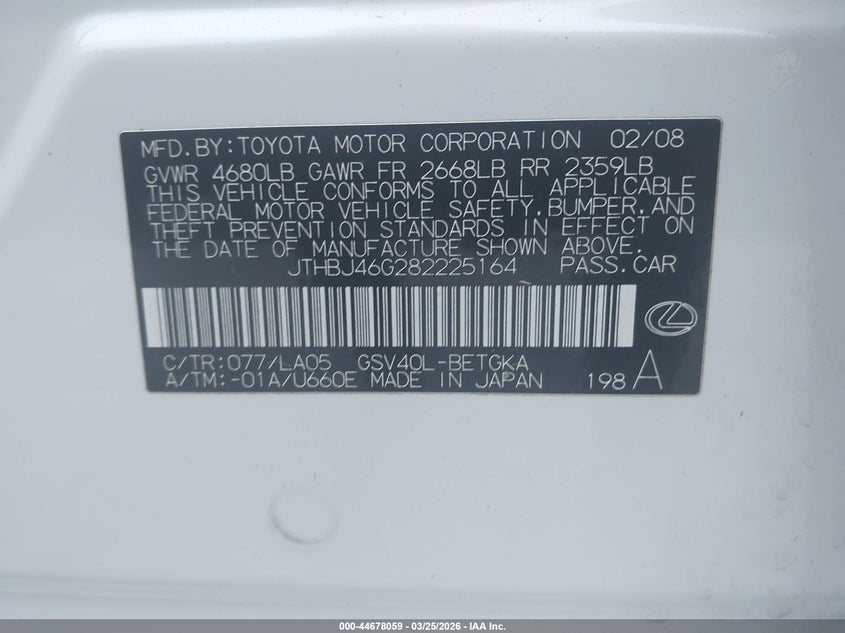 MFD.BY:TOYOTA MOTOR CORPORATION 02/08
GVWR 4680LB GAWR FR 2668LB RR 2359LB
THIS VEHICLE CONFORMS TO ALL APPLICABLE
FEDERAL MOTOR VEHICLE SAFETY,BUMPER,AND
THEFT PREVENTION STANDARDS IN EFFECT ON
THE DATE OF MANUFACTURE SHOWN ABOVE.
JTHBJ46G282225164 PASS.CAR
C/TR:077/LA05 GSV40L-BETGKA
A/TM:-01A/U660E MADE IN JAPAN 198 A
000-44678059 — 03/25/2026 — IAA Inc.